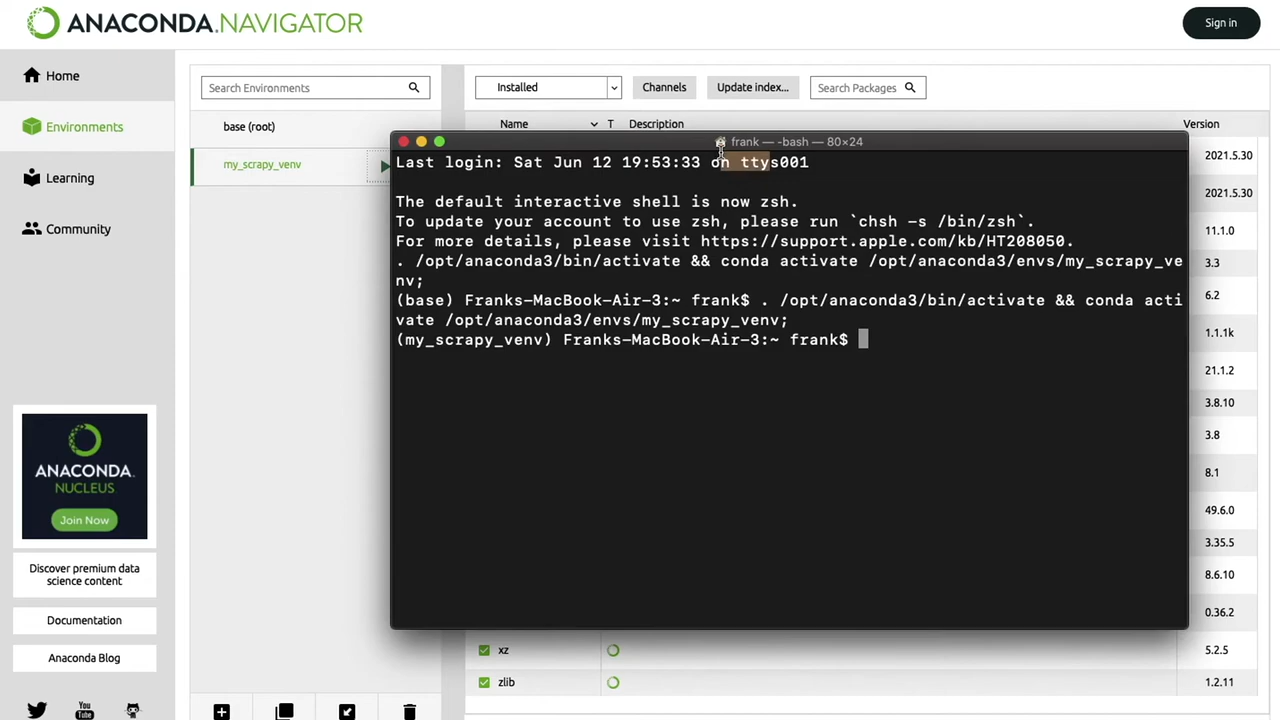 ANACONDA.NAVIGATOR
Sign in
Home
Environments
Learning
Community
ANACONDA.
NUCLEUS
Join Now
Discover premium data
science content
Documentation
Anaconda Blog
You
Tube
Search Environments
base (root)
my_scrapy_venv
Installed
Channels
Update index...
Search Packages
Name
T
Description
Version
frank — -bash — 80×24
Last login: Sat Jun 12 19:53:33 on ttys001
The default interactive shell is now zsh.
To update your account to use zsh, please run `chsh -s /bin/zsh`.
For more details, please visit https://support.apple.com/kb/HT208050.
. /opt/anaconda3/bin/activate && conda activate /opt/anaconda3/envs/my_scrapy_ve
nv;
(base) Franks-MacBook-Air-3:~ frank$ . /opt/anaconda3/bin/activate && conda acti
vate /opt/anaconda3/envs/my_scrapy_venv;
(my_scrapy_venv) Franks-MacBook-Air-3:~ frank$
2021.5.30
2021.5.30
11.1.0
3.3
6.2
1.1.1k
21.1.2
3.8.10
3.8
8.1
49.6.0
3.35.5
8.6.10
0.36.2
xz
5.2.5
zlib
1.2.11